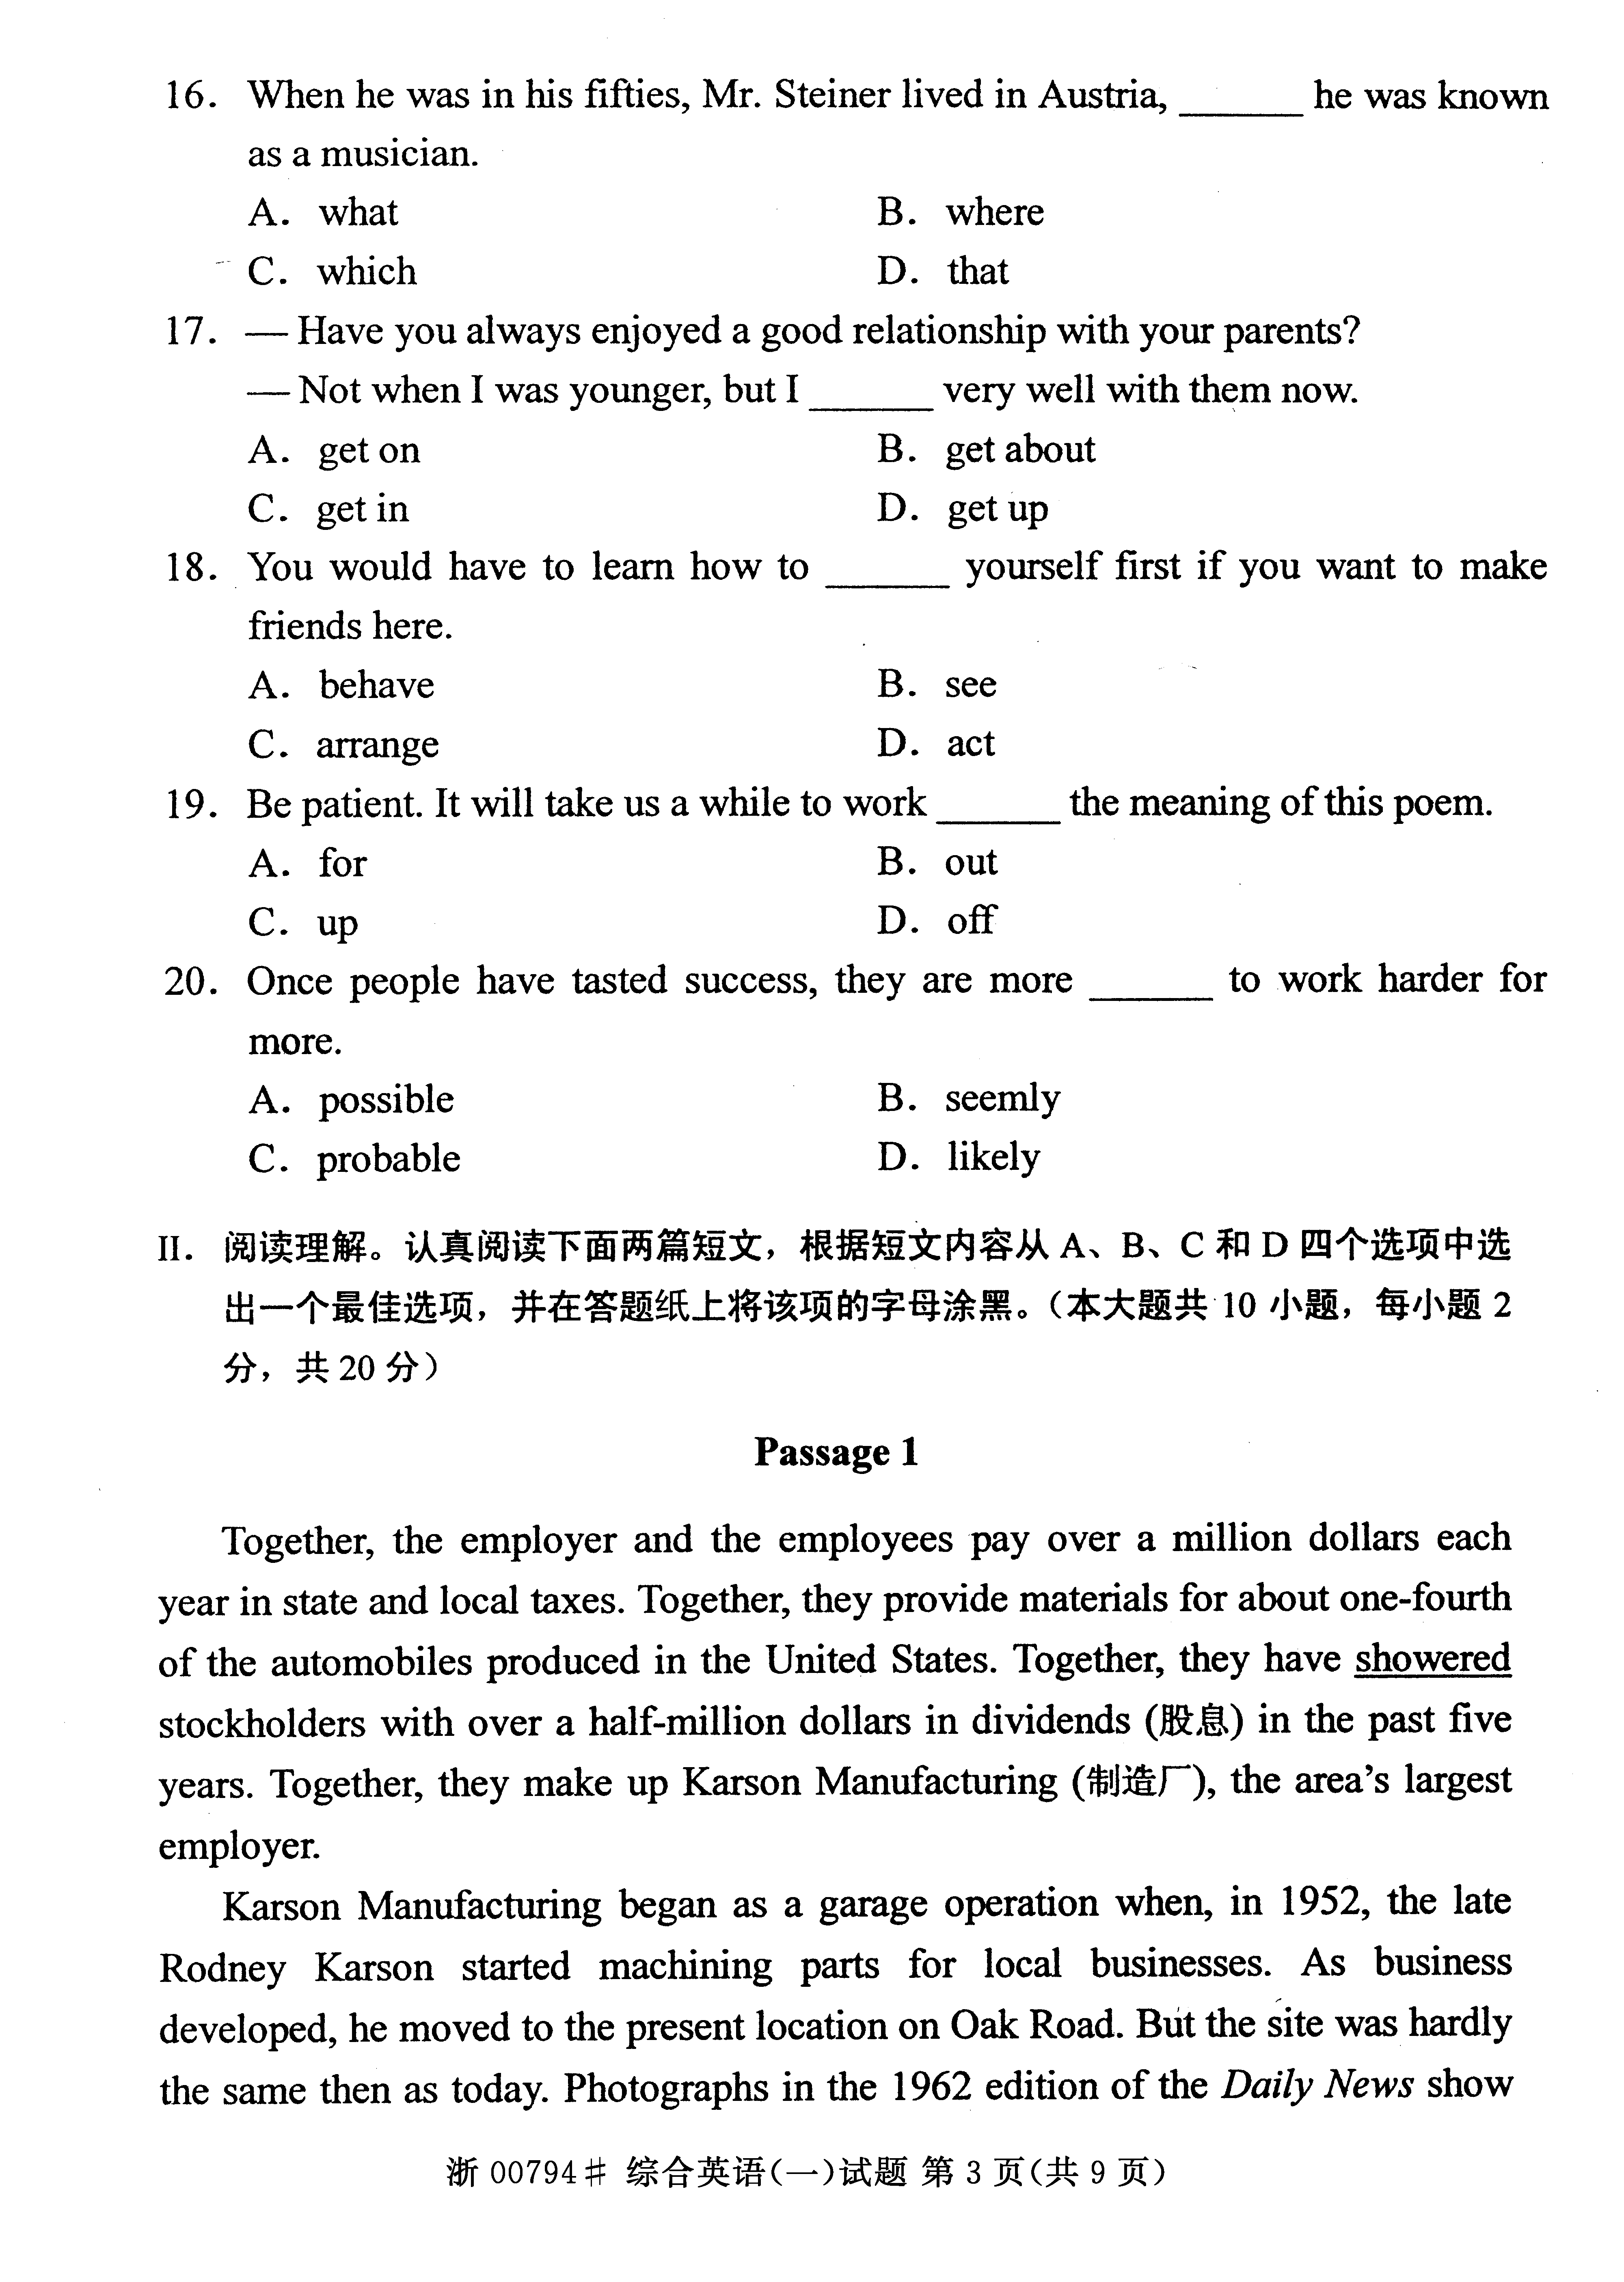 16. When he was in his fifties, Mr. Steiner lived in Austria, ______ he was known
as a musician.
A. what B. where
C. which D. that
17. — Have you always enjoyed a good relationship with your parents?
— Not when I was younger, but I ______ very well with them now.
A. get on B. get about
C. get in D. get up
18. You would have to learn how to ______ yourself first if you want to make
friends here.
A. behave B. see
C. arrange D. act
19. Be patient. It will take us a while to work ______ the meaning of this poem.
A. for B. out
C. up D. off
20. Once people have tasted success, they are more ______ to work harder for
more.
A. possible B. seemly
C. probable D. likely
II. 阅读理解。认真阅读下面两篇短文，根据短文内容从 A、B、C 和 D 四个选项中选
出一个最佳选项，并在答题纸上将该项的字母涂黑。（本大题共 10 小题，每小题 2
分，共 20 分）
Passage 1
Together, the employer and the employees pay over a million dollars each
year in state and local taxes. Together, they provide materials for about one-fourth
of the automobiles produced in the United States. Together, they have showered
stockholders with over a half-million dollars in dividends (股息) in the past five
years. Together, they make up Karson Manufacturing (制造厂), the area's largest
employer.
Karson Manufacturing began as a garage operation when, in 1952, the late
Rodney Karson started machining parts for local businesses. As business
developed, he moved to the present location on Oak Road. But the site was hardly
the same then as today. Photographs in the 1962 edition of the Daily News show
浙 00794# 综合英语(一)试题 第 3 页(共 9 页)